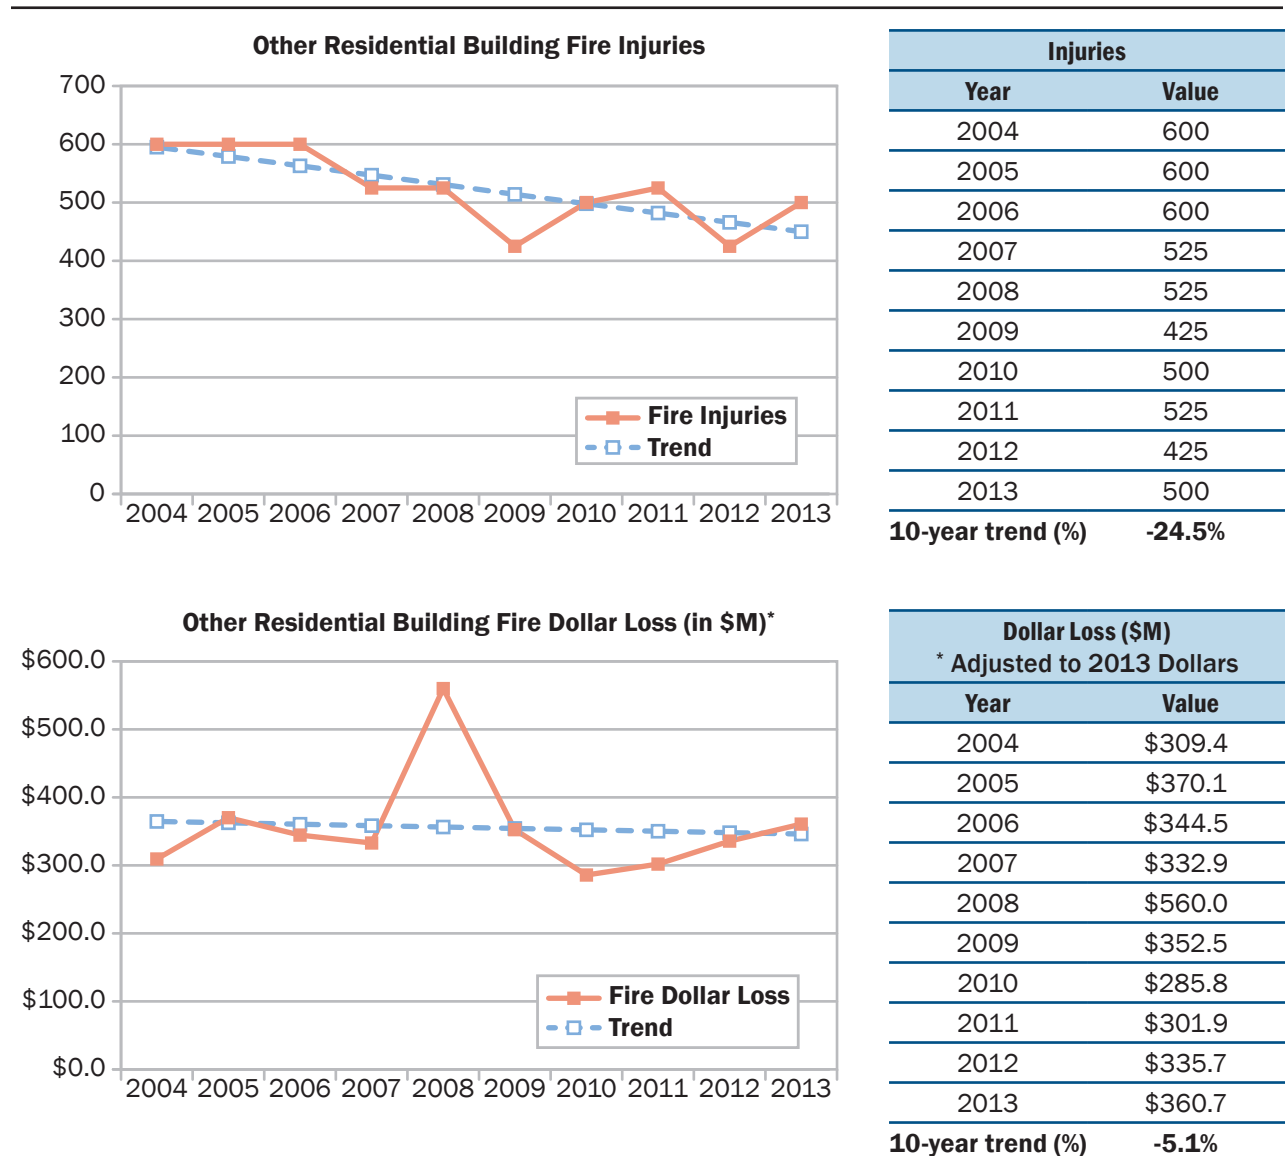 Other Residential Building Fire Injuries
700
600
500
400
300
200
100
0
2004 2005 2006 2007 2008 2009 2010 2011 2012 2013
Fire Injuries
Trend
Injuries
Year Value
2004 600
2005 600
2006 600
2007 525
2008 525
2009 425
2010 500
2011 525
2012 425
2013 500
10-year trend (%) -24.5%
Other Residential Building Fire Dollar Loss (in $M)*
$600.0
$500.0
$400.0
$300.0
$200.0
$100.0
$0.0
2004 2005 2006 2007 2008 2009 2010 2011 2012 2013
Fire Dollar Loss
Trend
Dollar Loss ($M)
* Adjusted to 2013 Dollars
Year Value
2004 $309.4
2005 $370.1
2006 $344.5
2007 $332.9
2008 $560.0
2009 $352.5
2010 $285.8
2011 $301.9
2012 $335.7
2013 $360.7
10-year trend (%) -5.1%